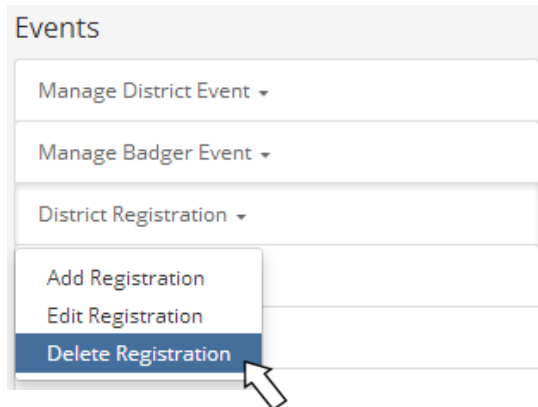 Events
Manage District Event
Manage Badger Event
District Registration
Add Registration
Edit Registration
Delete Registration